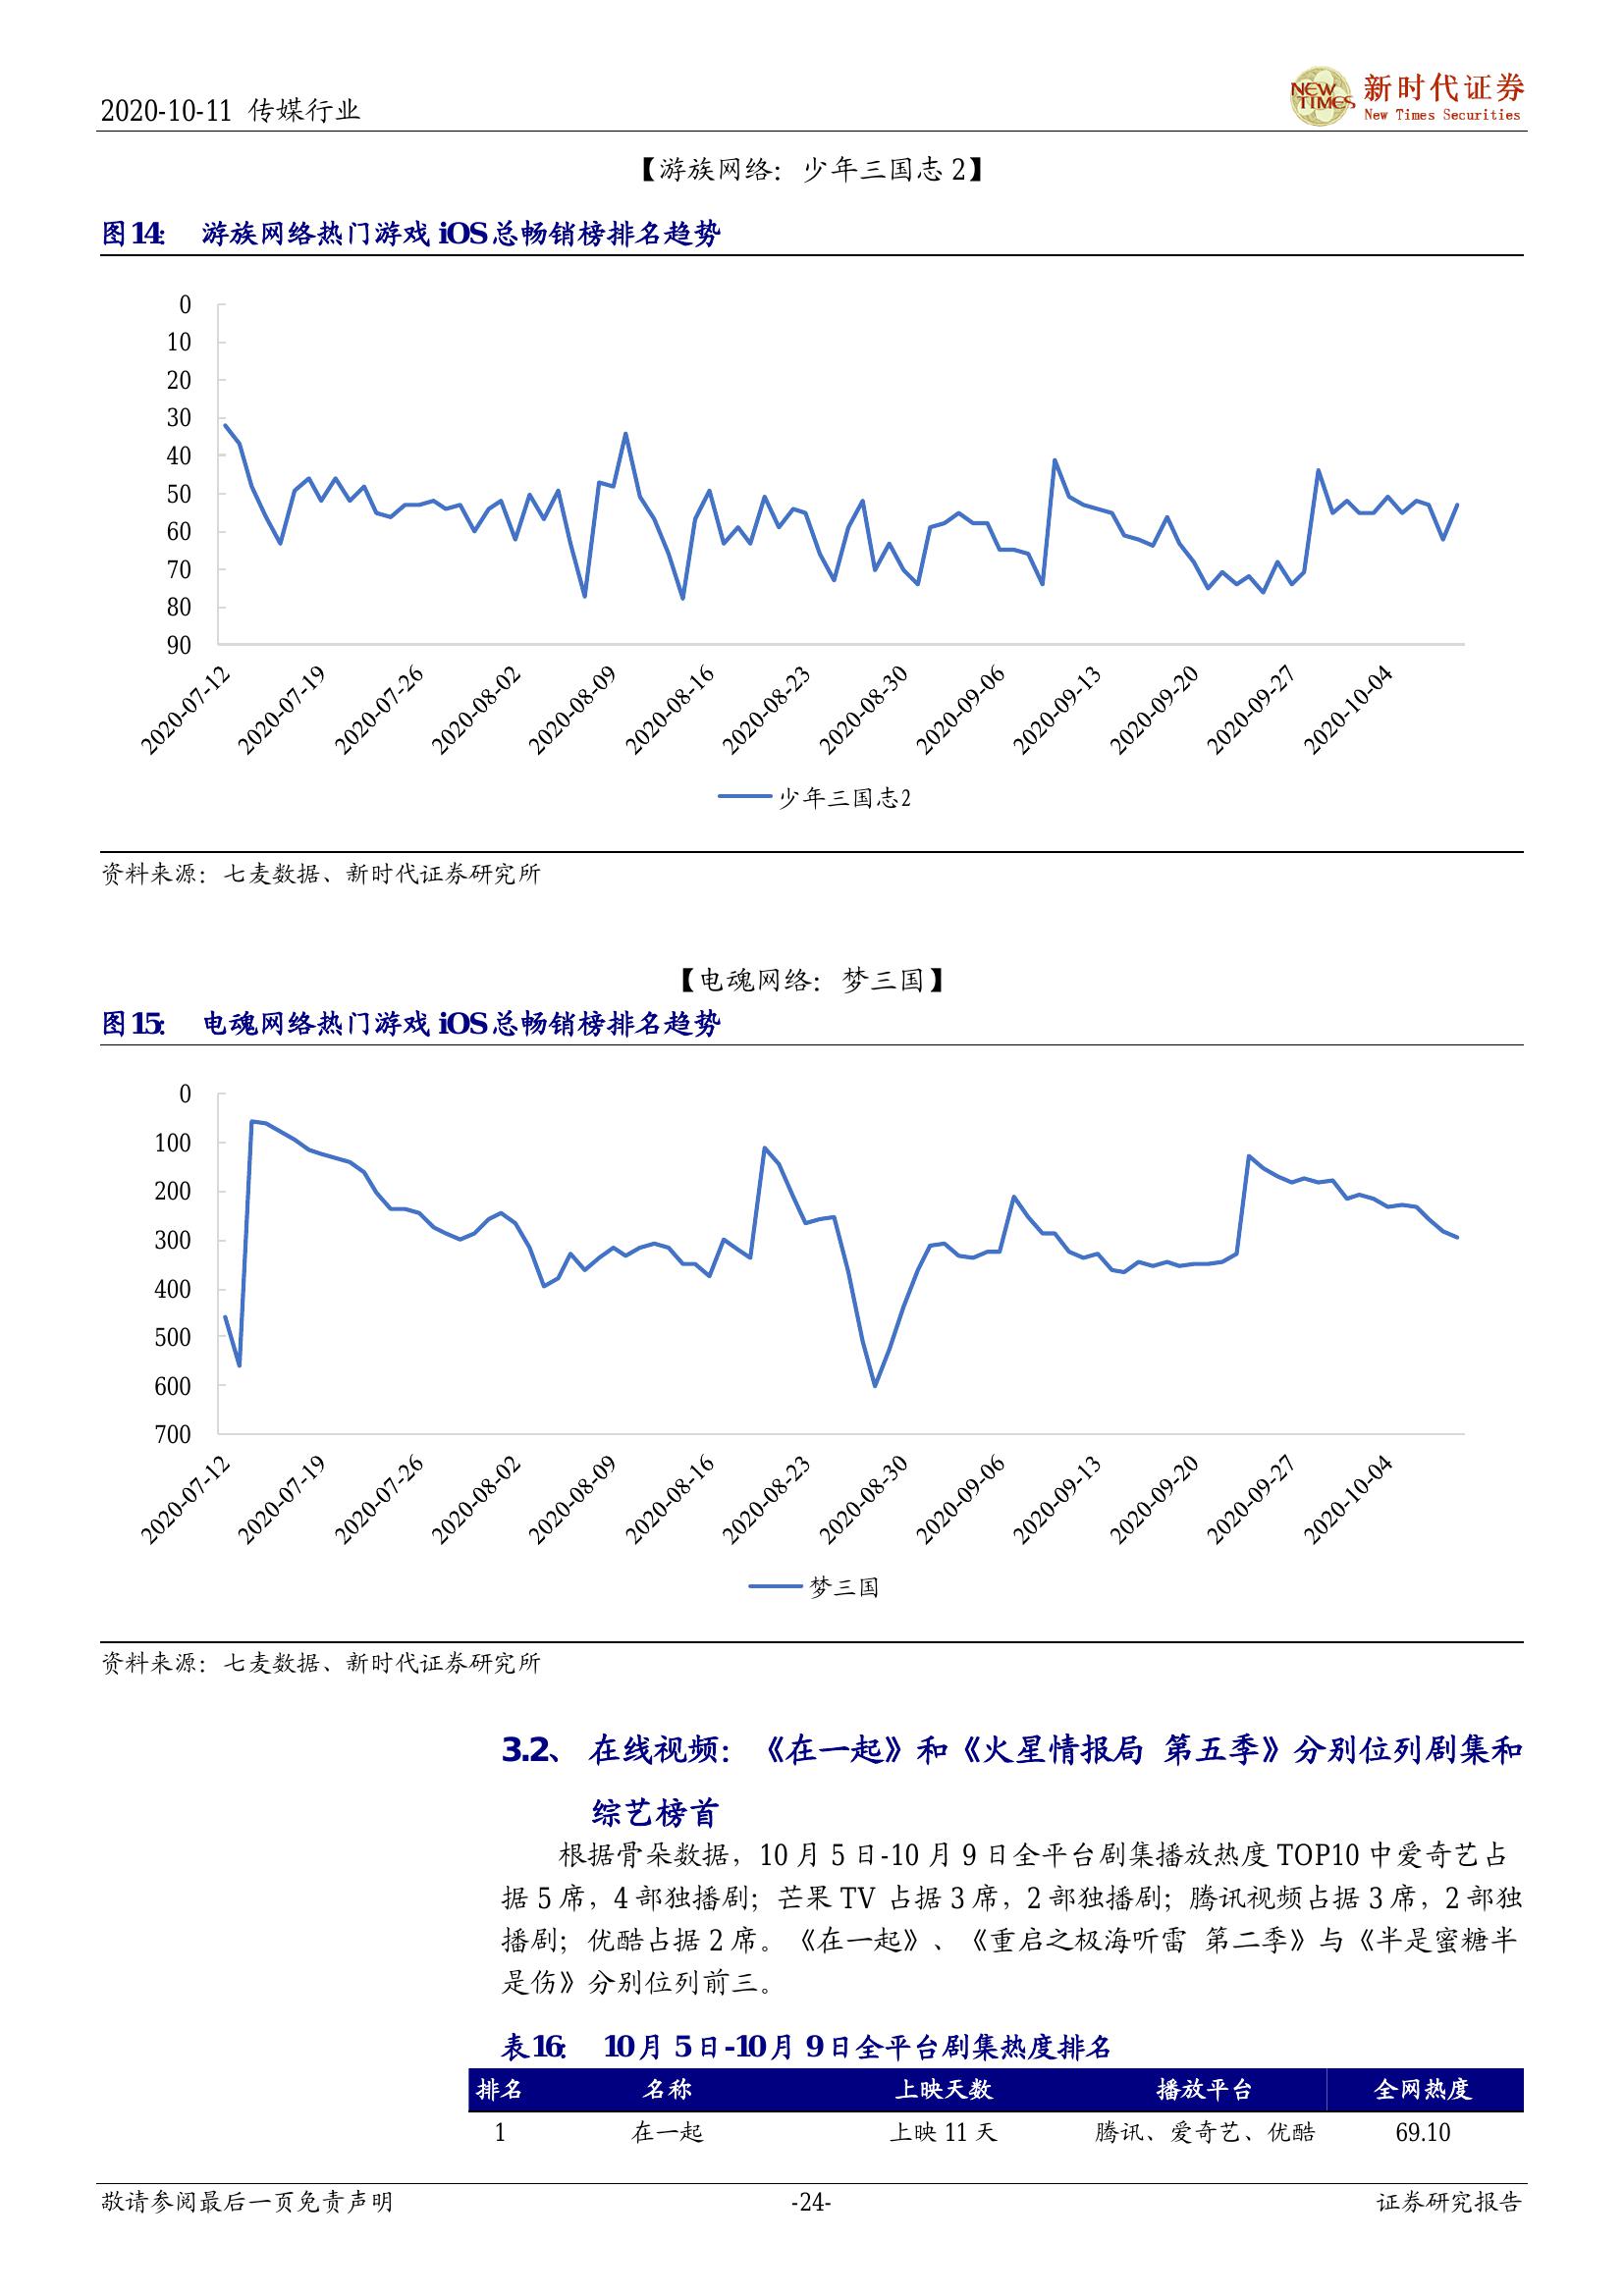 2020-10-11 传媒行业
NEW TIMES 新时代证券
New Times Securities
【游族网络：少年三国志 2】
图14： 游族网络热门游戏 iOS 总畅销榜排名趋势
0
10
20
30
40
50
60
70
80
90
2020-07-12 2020-07-19 2020-07-26 2020-08-02 2020-08-09 2020-08-16 2020-08-23 2020-08-30 2020-09-06 2020-09-13 2020-09-20 2020-09-27 2020-10-04
少年三国志2
资料来源：七麦数据、新时代证券研究所
【电魂网络：梦三国】
图15： 电魂网络热门游戏 iOS 总畅销榜排名趋势
0
100
200
300
400
500
600
700
2020-07-12 2020-07-19 2020-07-26 2020-08-02 2020-08-09 2020-08-16 2020-08-23 2020-08-30 2020-09-06 2020-09-13 2020-09-20 2020-09-27 2020-10-04
梦三国
资料来源：七麦数据、新时代证券研究所
3.2、 在线视频：《在一起》和《火星情报局 第五季》分别位列剧集和
综艺榜首
根据骨朵数据，10 月 5 日-10 月 9 日全平台剧集播放热度 TOP10 中爱奇艺占
据 5 席，4 部独播剧；芒果 TV 占据 3 席，2 部独播剧；腾讯视频占据 3 席，2 部独
播剧；优酷占据 2 席。《在一起》、《重启之极海听雷 第二季》与《半是蜜糖半
是伤》分别位列前三。
表16： 10 月 5 日-10 月 9 日全平台剧集热度排名
排名 名称 上映天数 播放平台 全网热度
1 在一起 上映 11 天 腾讯、爱奇艺、优酷 69.10
敬请参阅最后一页免责声明 -24- 证券研究报告